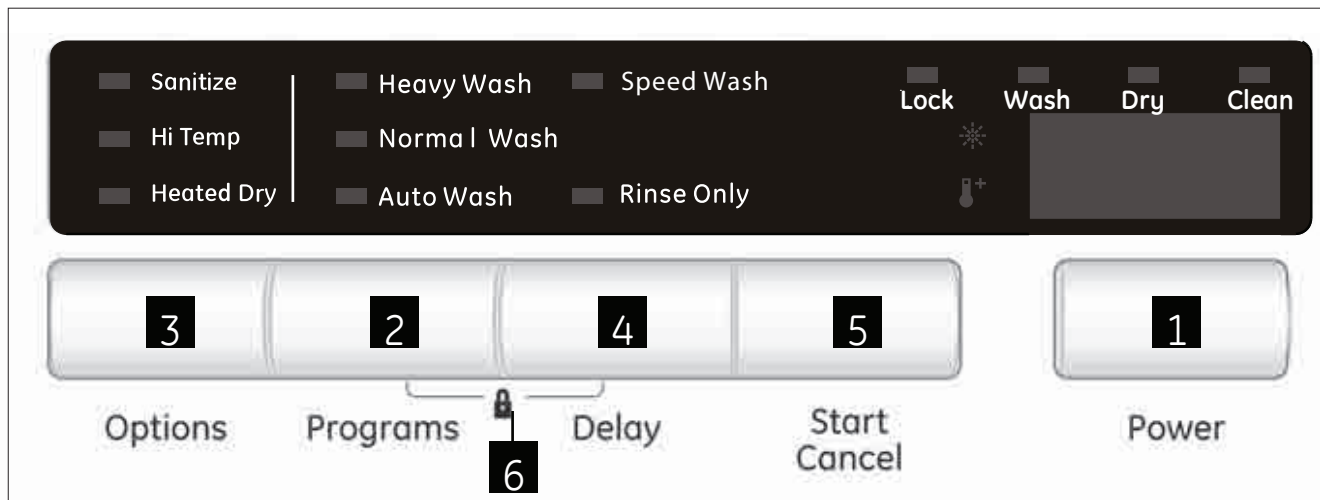 Sanitize
Heavy Wash
Speed Wash
Lock
Wash
Dry
Clean
Hi Temp
Normal Wash
Heated Dry
Auto Wash
Rinse Only
3
2
4
5
1
Options
Programs
Delay
Start
Cancel
Power
6